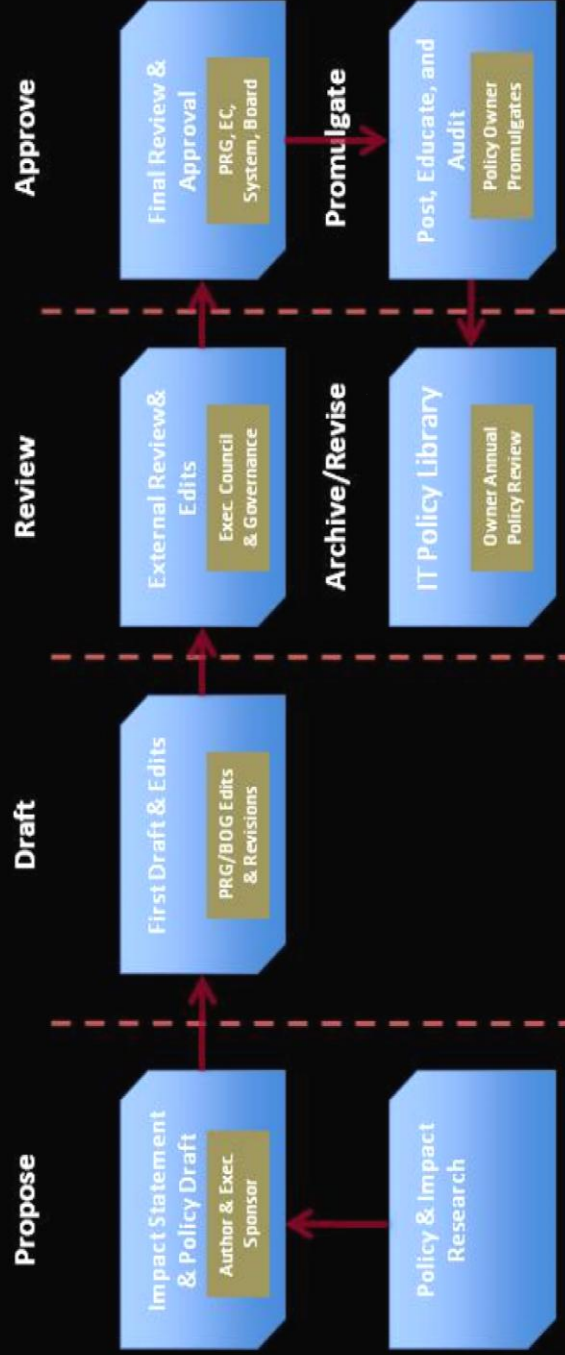 Propose
Draft
Review
Approve
Impact Statement
& Policy Draft
Author & Exec.
Sponsor
First Draft & Edits
PRG/BOG Edits
& Revisions
External Review&
Edits
Exec. Council
& Governance
Final Review &
Approval
PRG, EC,
System, Board
Archive/Revise
Promulgate
Policy & Impact
Research
IT Policy Library
Owner Annual
Policy Review
Post, Educate, and
Audit
Policy Owner
Promulgates